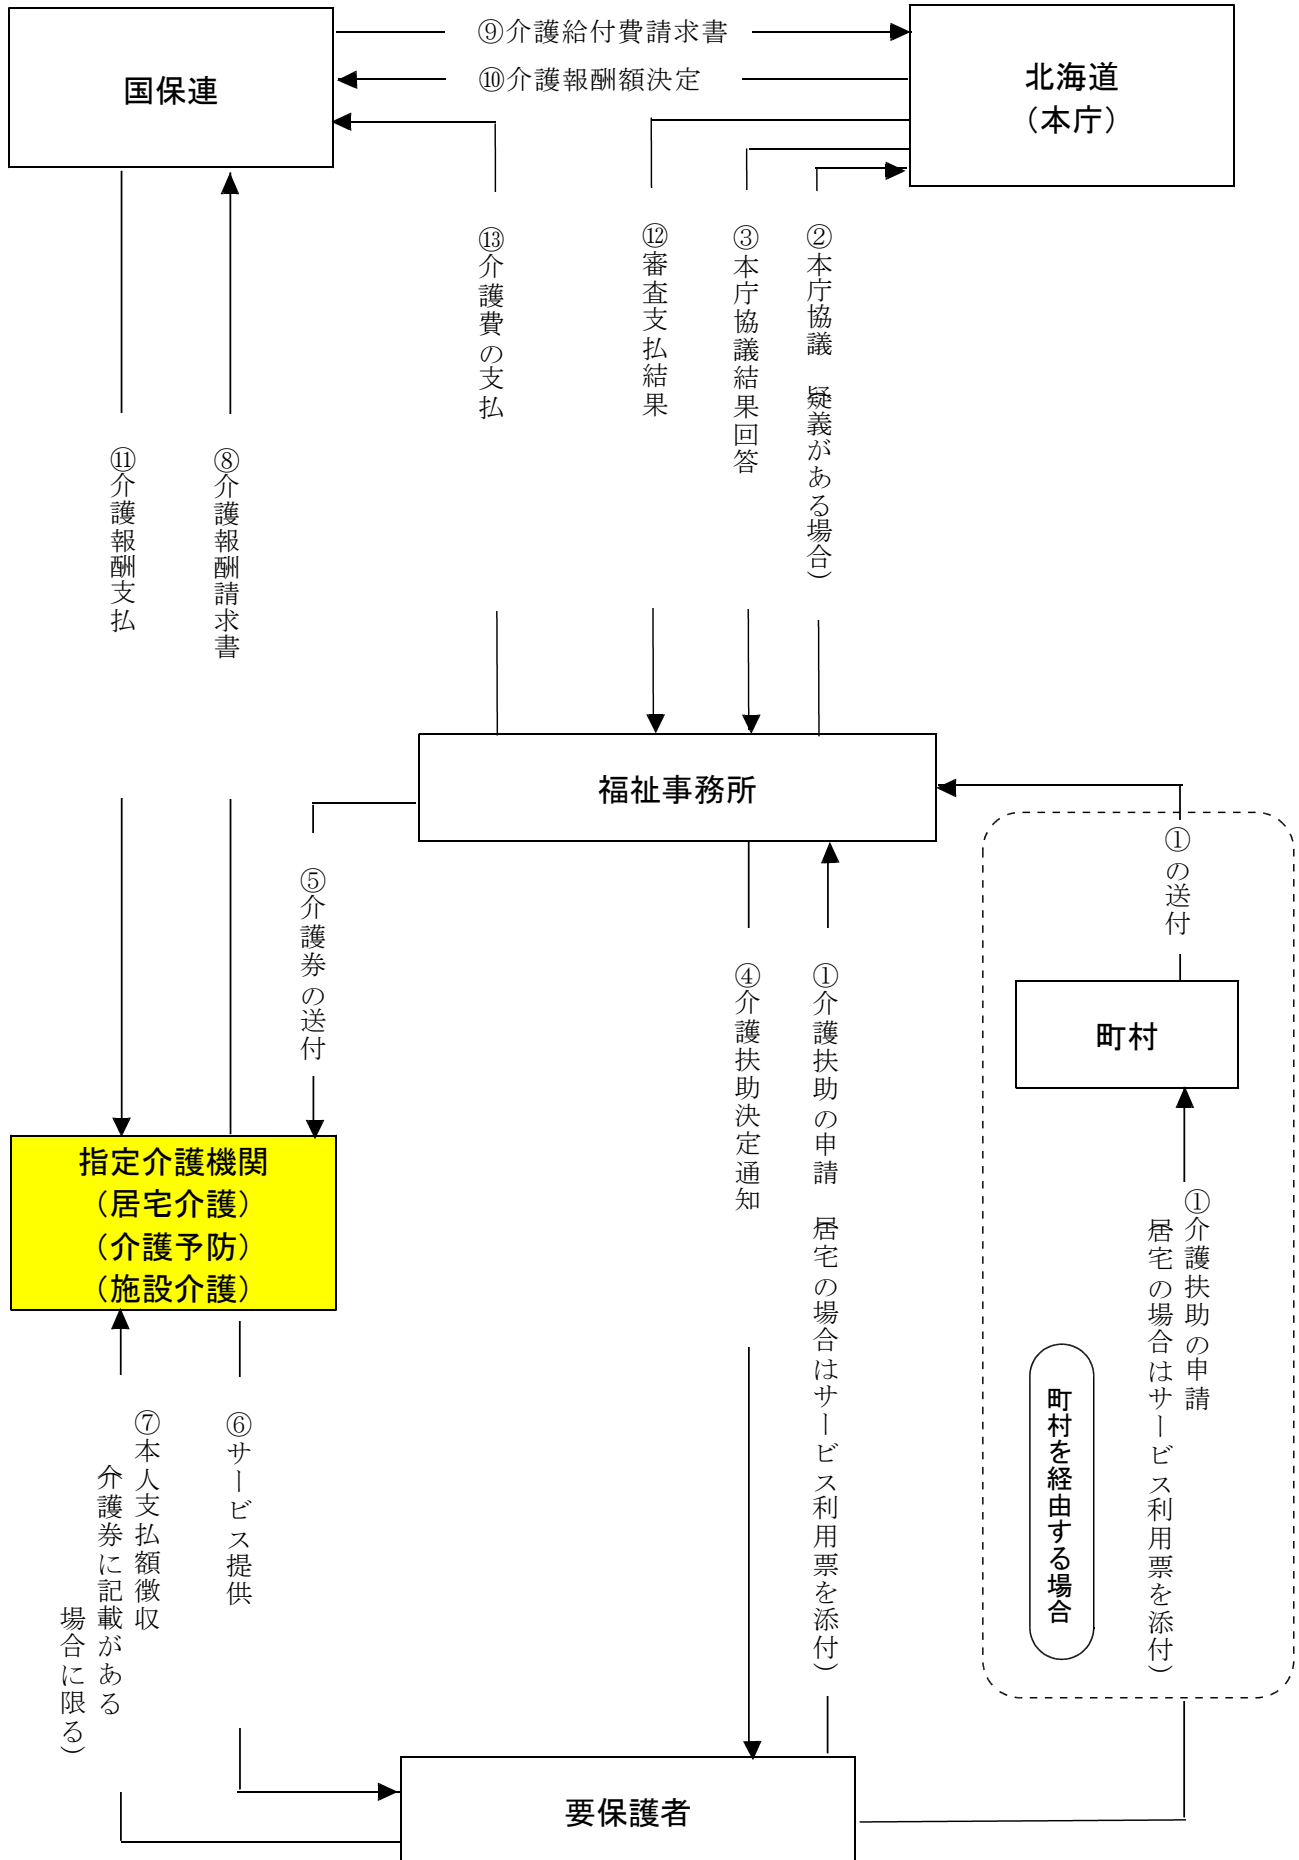 国保連
⑨介護給付費請求書
⑩介護報酬額決定
北海道
（本庁）
⑪介護報酬支払
⑧介護報酬請求書
⑬介護費の支払
⑫審査支払結果
③本庁協議結果回答
②本庁協議（疑義がある場合）
福祉事務所
⑤介護券の送付
④介護扶助決定通知
①介護扶助の申請（居宅の場合はサービス利用票を添付）
①の送付
町村
①介護扶助の申請
（居宅の場合はサービス利用票を添付）
町村を経由する場合
指定介護機関
（居宅介護）
（介護予防）
（施設介護）
⑦本人支払額徴収
（介護券に記載がある
場合に限る）
⑥サービス提供
要保護者